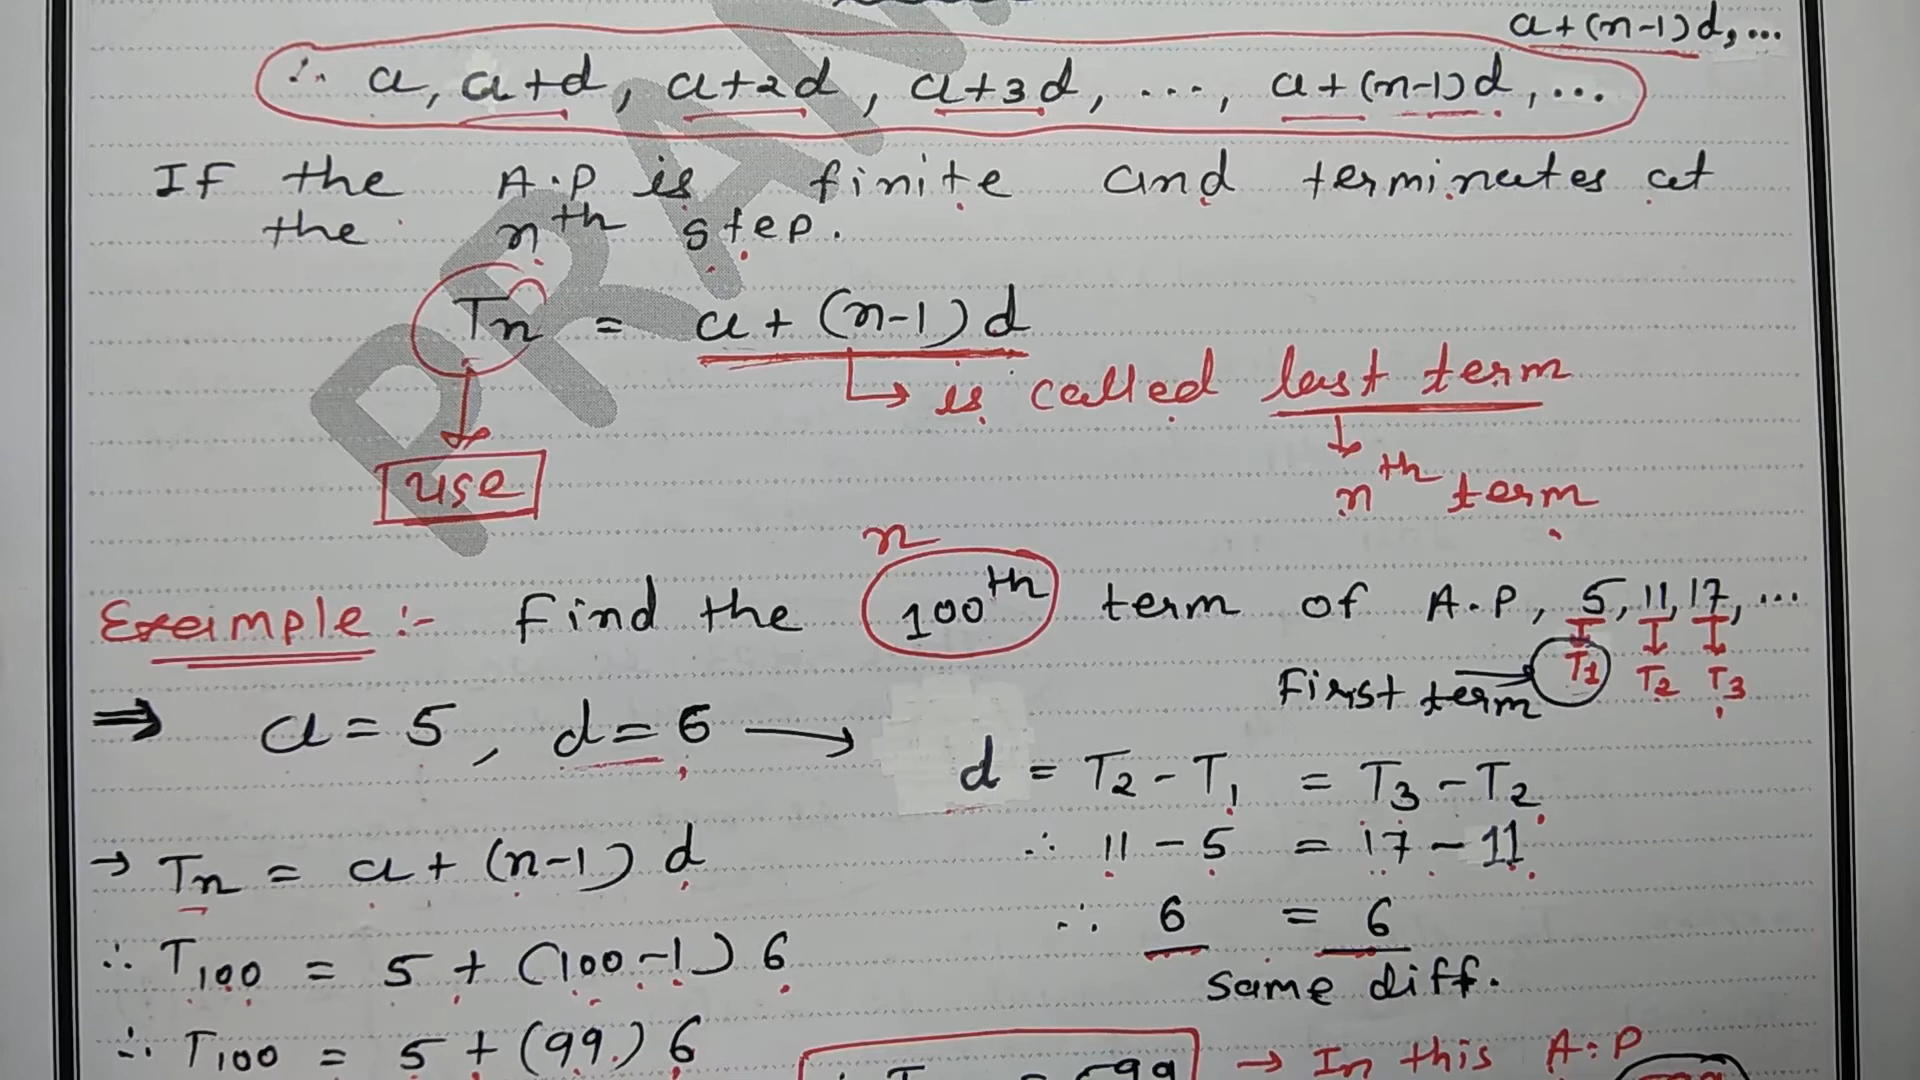 a+(n-1)d,...
∴ a, a+d, a+2d, a+3d, ..., a+(n-1)d,...
If the A.P is finite and terminates at
the nth step.
Tn = a+(n-1)d
is called last term
use
nth term
n
Example :- Find the 100th term of A.P, 5, 11, 17, ...
First term T1 T2 T3
⇒ a = 5, d = 6 →
d = T2 - T1 = T3 - T2
→ Tn = a + (n-1) d
∴ 11 - 5 = 17 - 11
∴ 6 = 6
∴ T100 = 5 + (100-1) 6
same diff.
∴ T100 = 5 + (99) 6
→ In this A.P